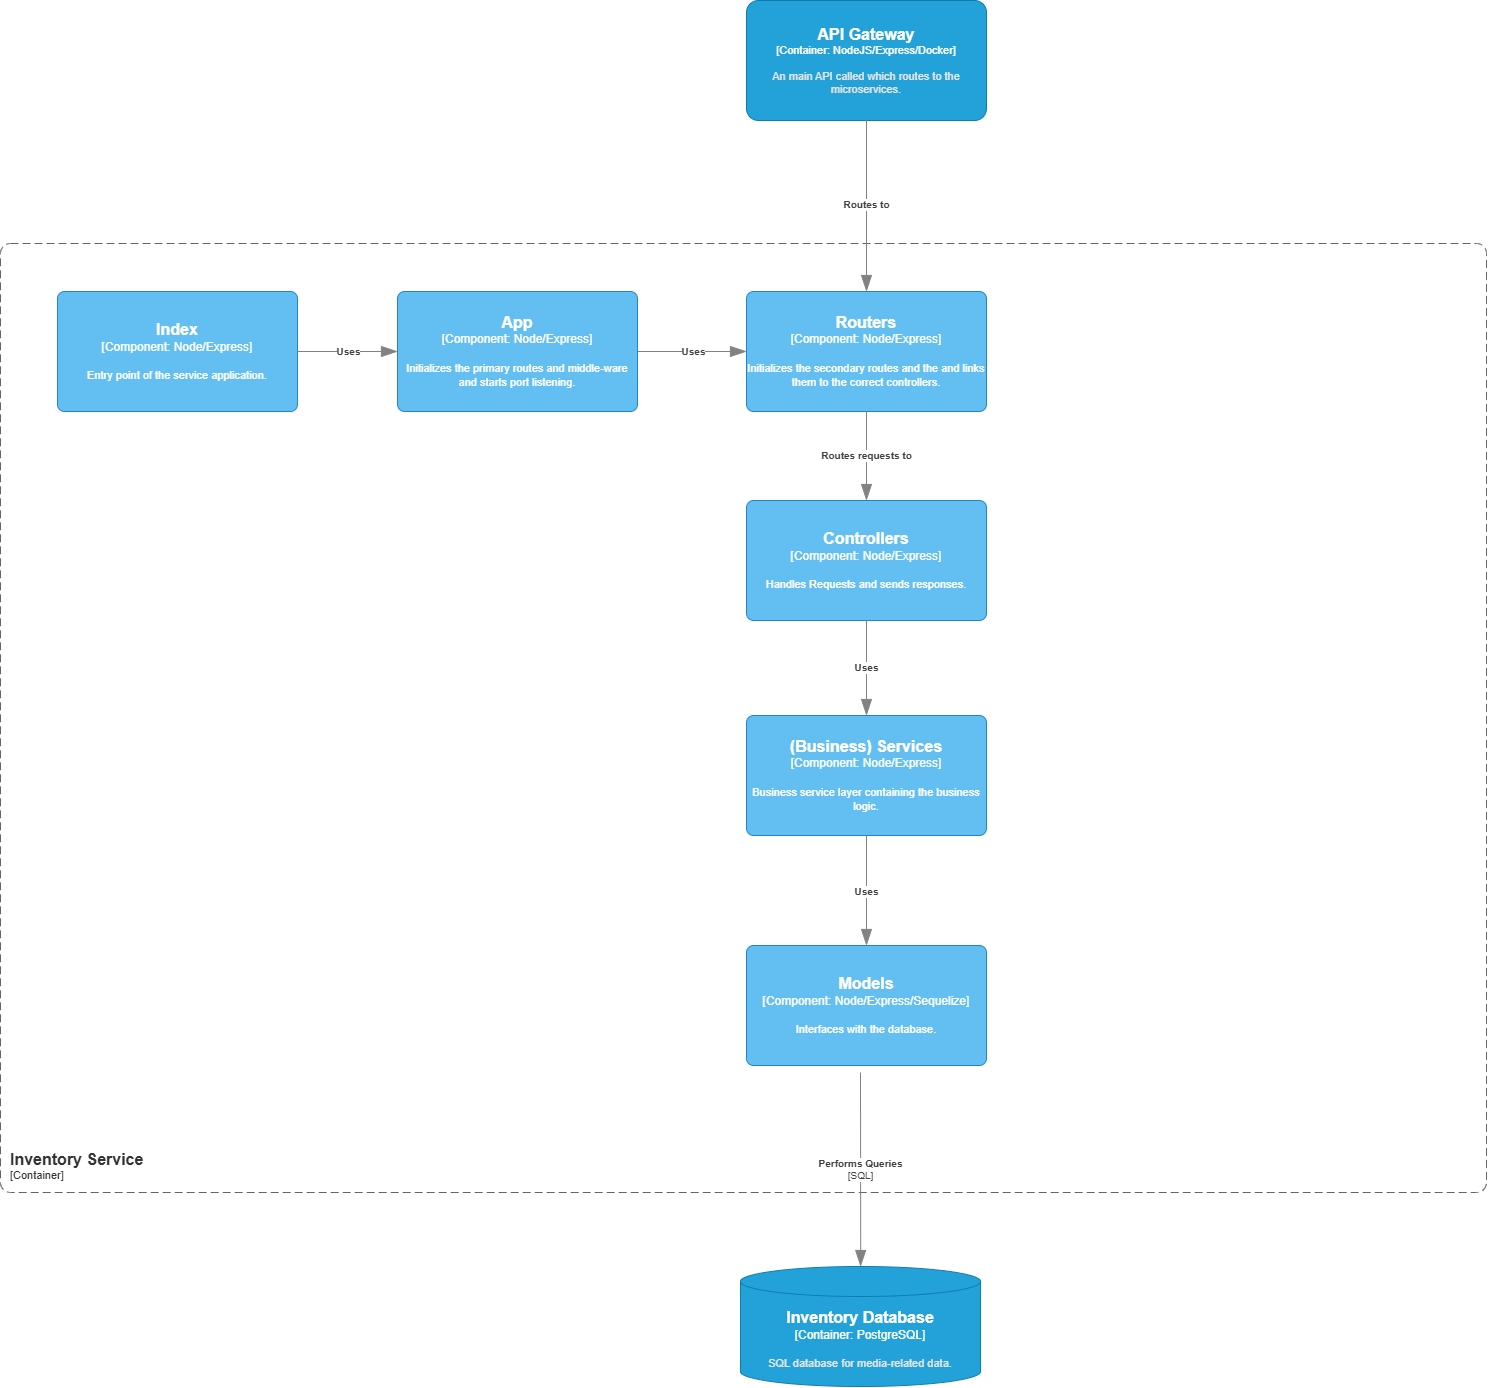 API Gateway
[Container: NodeJS/Express/Docker]
An main API called which routes to the
microservices.
Routes to
Index
[Component: Node/Express]
Entry point of the service application.
Uses
App
[Component: Node/Express]
Initializes the primary routes and middle-ware
and starts port listening.
Uses
Routers
[Component: Node/Express]
Initializes the secondary routes and the and links
them to the correct controllers.
Routes requests to
Controllers
[Component: Node/Express]
Handles Requests and sends responses.
Uses
(Business) Services
[Component: Node/Express]
Business service layer containing the business
logic.
Uses
Models
[Component: Node/Express/Sequelize]
Interfaces with the database.
Inventory Service
[Container]
Performs Queries
[SQL]
Inventory Database
[Container: PostgreSQL]
SQL database for media-related data.